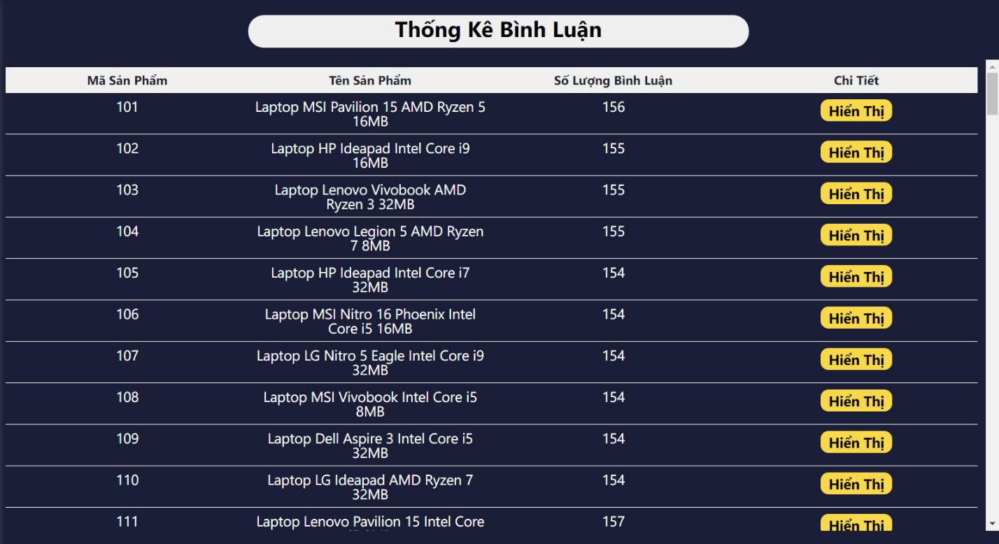 Thống Kê Bình Luận
Mã Sản Phẩm Tên Sản Phẩm Số Lượng Bình Luận Chi Tiết
101 Laptop MSI Pavilion 15 AMD Ryzen 5 156 Hiển Thị
16MB
102 Laptop HP Ideapad Intel Core i9 155 Hiển Thị
16MB
103 Laptop Lenovo Vivobook AMD 155 Hiển Thị
Ryzen 3 32MB
104 Laptop Lenovo Legion 5 AMD Ryzen 155 Hiển Thị
7 8MB
105 Laptop HP Ideapad Intel Core i7 154 Hiển Thị
32MB
106 Laptop MSI Nitro 16 Phoenix Intel 154 Hiển Thị
Core i5 16MB
107 Laptop LG Nitro 5 Eagle Intel Core i9 154 Hiển Thị
32MB
108 Laptop MSI Vivobook Intel Core i5 154 Hiển Thị
8MB
109 Laptop Dell Aspire 3 Intel Core i5 154 Hiển Thị
32MB
110 Laptop LG Ideapad AMD Ryzen 7 154 Hiển Thị
32MB
111 Laptop Lenovo Pavilion 15 Intel Core 157 Hiển Thị